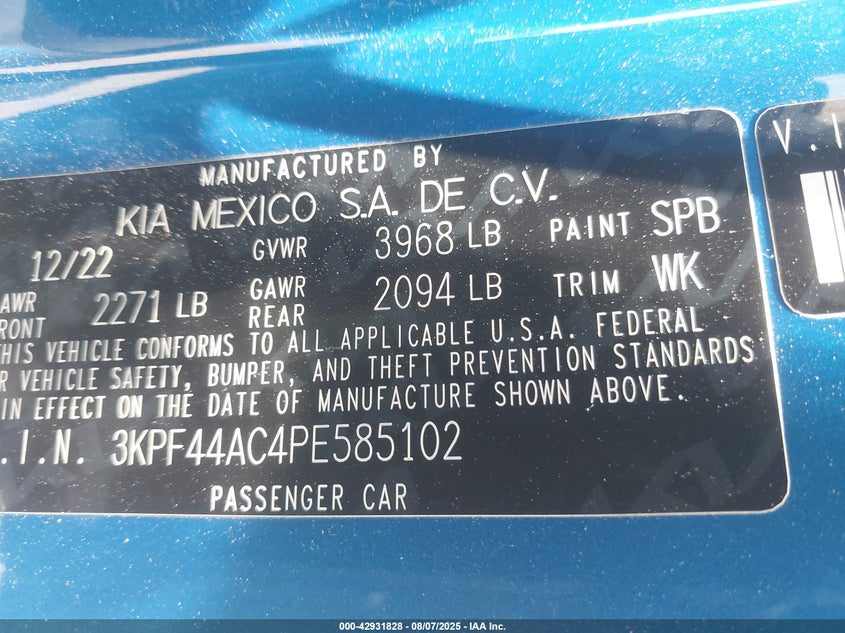 MANUFACTURED BY
KIA MEXICO S.A. DE C.V.
12/22 GVWR 3968 LB PAINT SPB
AWR 2271 LB GAWR 2094 LB TRIM WK
RONT REAR
THIS VEHICLE CONFORMS TO ALL APPLICABLE U.S.A. FEDERAL
R VEHICLE SAFETY, BUMPER, AND THEFT PREVENTION STANDARDS
IN EFFECT ON THE DATE OF MANUFACTURE SHOWN ABOVE.
.I.N. 3KPF44AC4PE585102
PASSENGER CAR
V.I
000-42931828 - 08/07/2025 - IAA Inc.